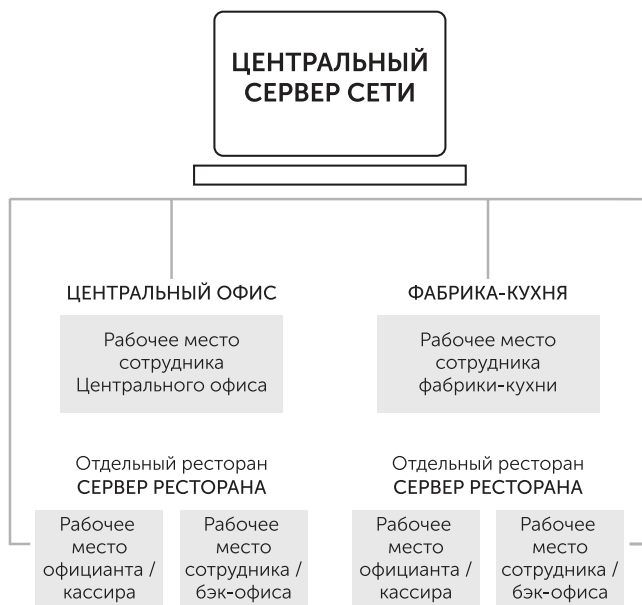 ЦЕНТРАЛЬНЫЙ
СЕРВЕР СЕТИ
ЦЕНТРАЛЬНЫЙ ОФИС
Рабочее место
сотрудника
Центрального офиса
ФАБРИКА-КУХНЯ
Рабочее место
сотрудника
фабрики-кухни
Отдельный ресторан
СЕРВЕР РЕСТОРАНА
Рабочее
место
официанта /
кассира
Рабочее
место
сотрудника /
бэк-офиса
Отдельный ресторан
СЕРВЕР РЕСТОРАНА
Рабочее
место
официанта /
кассира
Рабочее
место
сотрудника /
бэк-офиса